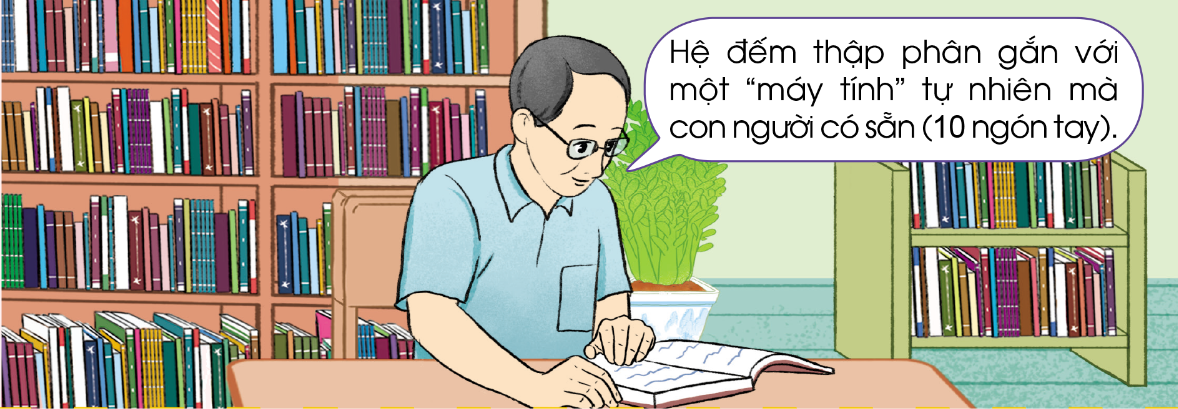 Hệ đếm thập phân gắn với
một “máy tính” tự nhiên mà
con người có sẵn (10 ngón tay).